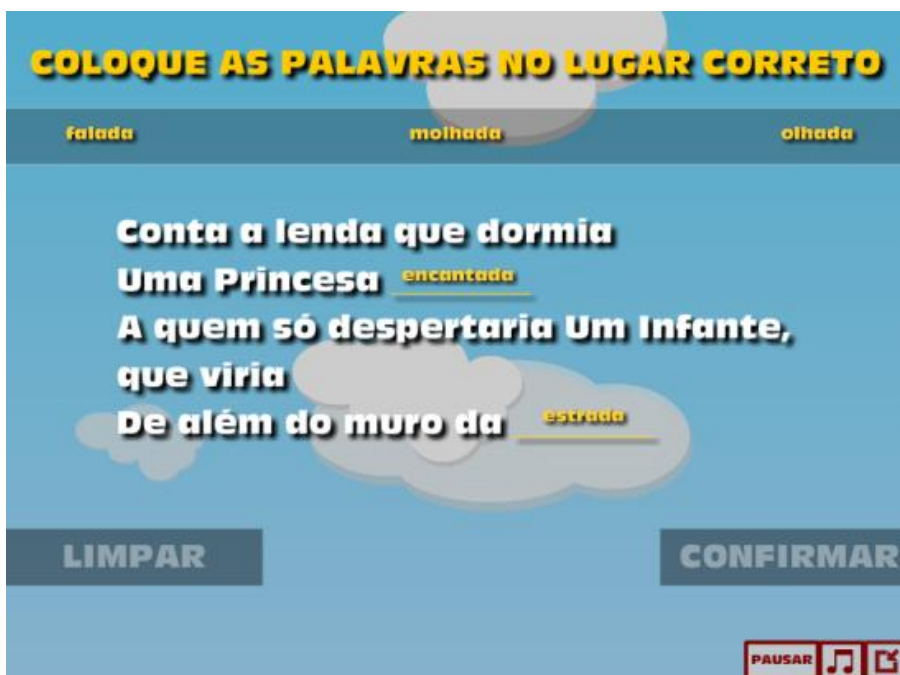 COLOQUE AS PALAVRAS NO LUGAR CORRETO
falada molhada olhada
Conta a lenda que dormia
Uma Princesa encantada
A quem só despertaria Um Infante,
que viria
De além do muro da estrada
LIMPAR CONFIRMAR
PAUSAR